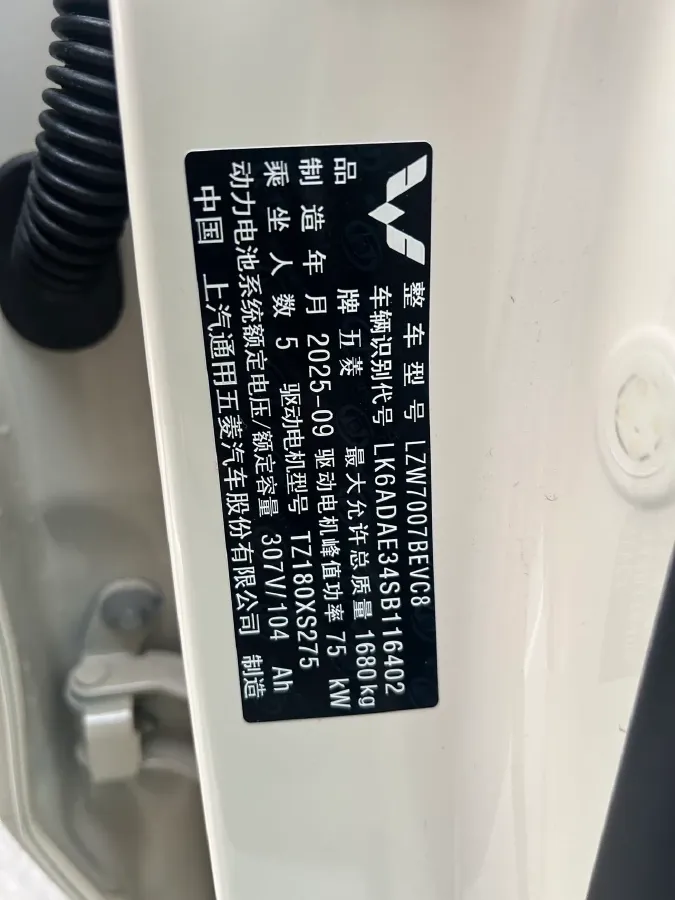 整车型号 LZW7007BEVC8
车辆识别代号 LK6ADAE34SB116402
品牌 五菱 最大允许总质量 1680kg
制造年月 2025-09 驱动电机峰值功率 75 kW
乘坐人数 5 驱动电机型号 TZ180XS275
动力电池系统额定电压/额定容量 307V/104 Ah
中国 上汽通用五菱汽车股份有限公司 制造